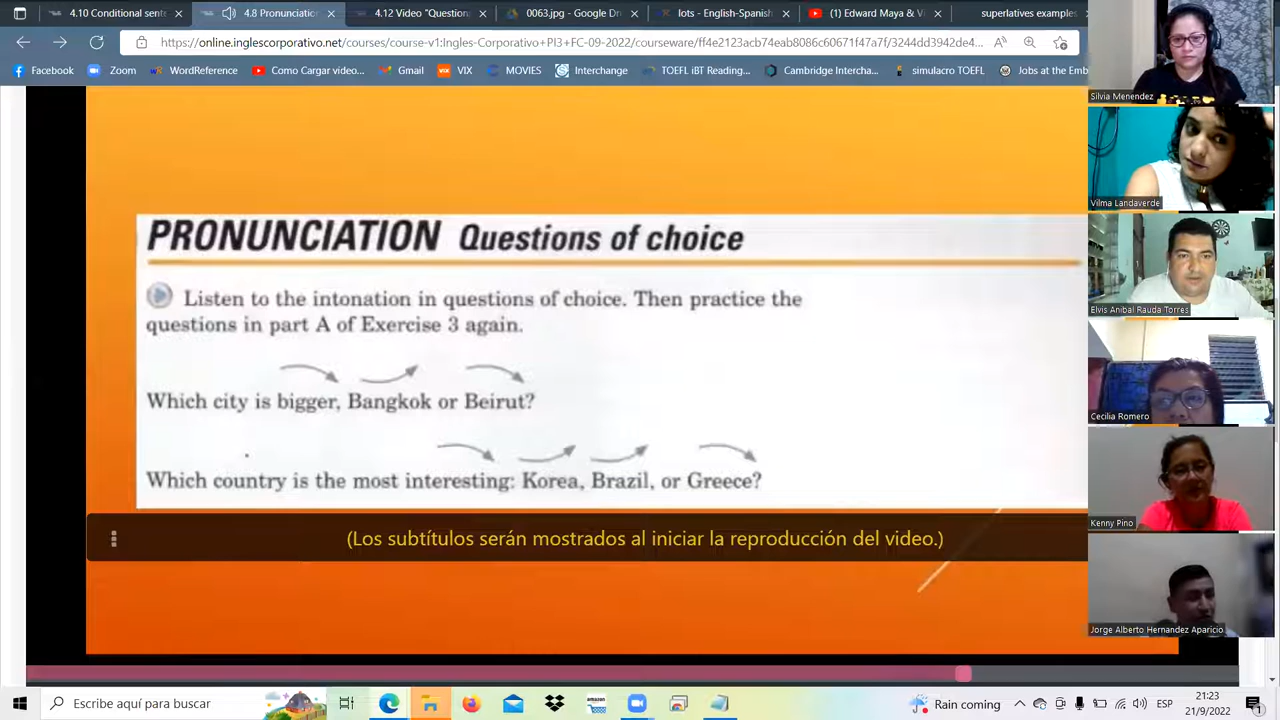 4.10 Conditional sent
4.8 Pronunciatio
4.12 Video "Question
0063.jpg - Google Dr
lots - English-Spanish
(1) Edward Maya & V
superlatives examples
https://online.inglescorporativo.net/courses/course-v1:Ingles-Corporativo+PI3+FC-09-2022/courseware/ff4e2123acb74eab8086c60671f47a7f/3244dd3942de4...
Facebook
Zoom
WordReference
Como Cargar video...
Gmail
VIX
MOVIES
Interchange
TOEFL iBT Reading...
Cambridge Intercha...
simulacro TOEFL
Jobs at the Emb
PRONUNCIATION Questions of choice
Listen to the intonation in questions of choice. Then practice the
questions in part A of Exercise 3 again.
Which city is bigger, Bangkok or Beirut?
Which country is the most interesting: Korea, Brazil, or Greece?
(Los subtítulos serán mostrados al iniciar la reproducción del video.)
Silvia Menendez
Vilma Landaverde
Elvis Anibal Rauda Torres
Cecilia Romero
Kenny Pino
Jorge Alberto Hernandez Aparicio
Escribe aquí para buscar
Rain coming
ESP
21:23
21/9/2022
1